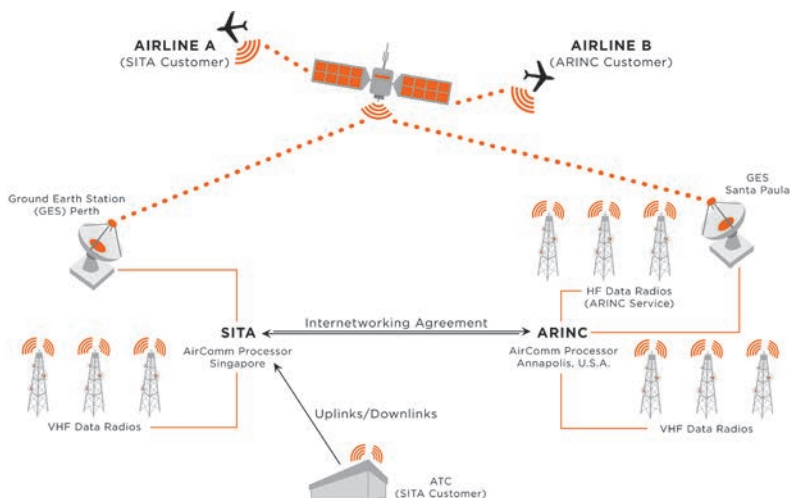 AIRLINE A
(SITA Customer)
AIRLINE B
(ARINC Customer)
Ground Earth Station
(GES) Perth
GES
Santa Paula
HF Data Radios
(ARINC Service)
Internetworking Agreement
SITA
AirComm Processor
Singapore
ARINC
AirComm Processor
Annapolis, U.S.A.
VHF Data Radios
Uplinks/Downlinks
VHF Data Radios
ATC
(SITA Customer)